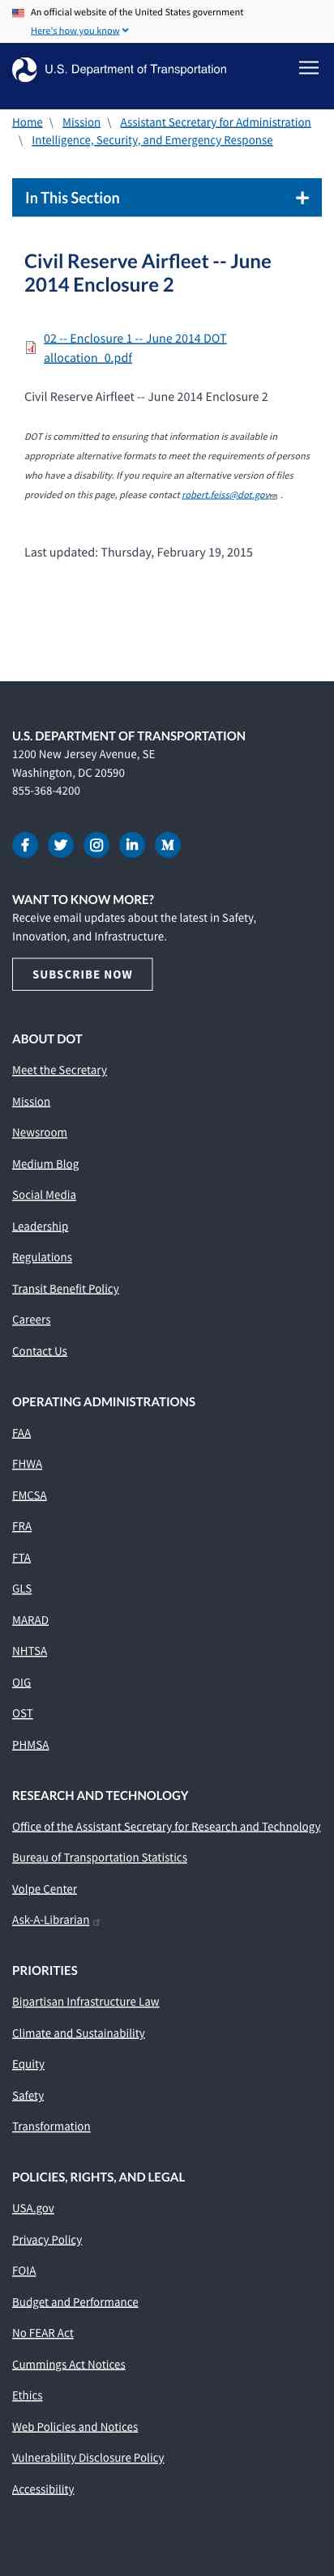 An official website of the United States government
Here's how you know
U.S. Department of Transportation
Home \ Mission \ Assistant Secretary for Administration
\ Intelligence, Security, and Emergency Response
In This Section
Civil Reserve Airfleet -- June
2014 Enclosure 2
02 -- Enclosure 1 -- June 2014 DOT
allocation_0.pdf
Civil Reserve Airfleet -- June 2014 Enclosure 2
DOT is committed to ensuring that information is available in
appropriate alternative formats to meet the requirements of persons
who have a disability. If you require an alternative version of files
provided on this page, please contact robert.feiss@dot.gov .
Last updated: Thursday, February 19, 2015
U.S. DEPARTMENT OF TRANSPORTATION
1200 New Jersey Avenue, SE
Washington, DC 20590
855-368-4200
WANT TO KNOW MORE?
Receive email updates about the latest in Safety,
Innovation, and Infrastructure.
SUBSCRIBE NOW
ABOUT DOT
Meet the Secretary
Mission
Newsroom
Medium Blog
Social Media
Leadership
Regulations
Transit Benefit Policy
Careers
Contact Us
OPERATING ADMINISTRATIONS
FAA
FHWA
FMCSA
FRA
FTA
GLS
MARAD
NHTSA
OIG
OST
PHMSA
RESEARCH AND TECHNOLOGY
Office of the Assistant Secretary for Research and Technology
Bureau of Transportation Statistics
Volpe Center
Ask-A-Librarian
PRIORITIES
Bipartisan Infrastructure Law
Climate and Sustainability
Equity
Safety
Transformation
POLICIES, RIGHTS, AND LEGAL
USA.gov
Privacy Policy
FOIA
Budget and Performance
No FEAR Act
Cummings Act Notices
Ethics
Web Policies and Notices
Vulnerability Disclosure Policy
Accessibility